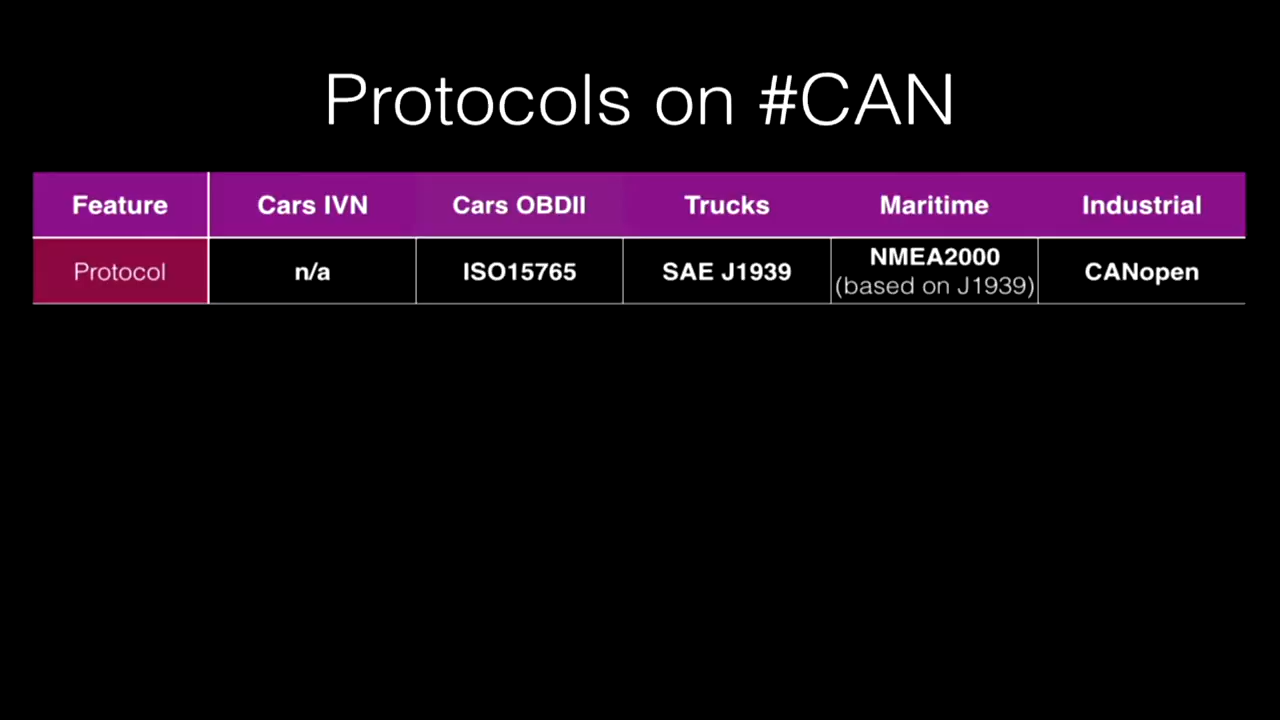 Protocols on #CAN
Feature Cars IVN Cars OBDII Trucks Maritime Industrial
Protocol n/a ISO15765 SAE J1939 NMEA2000 (based on J1939) CANopen